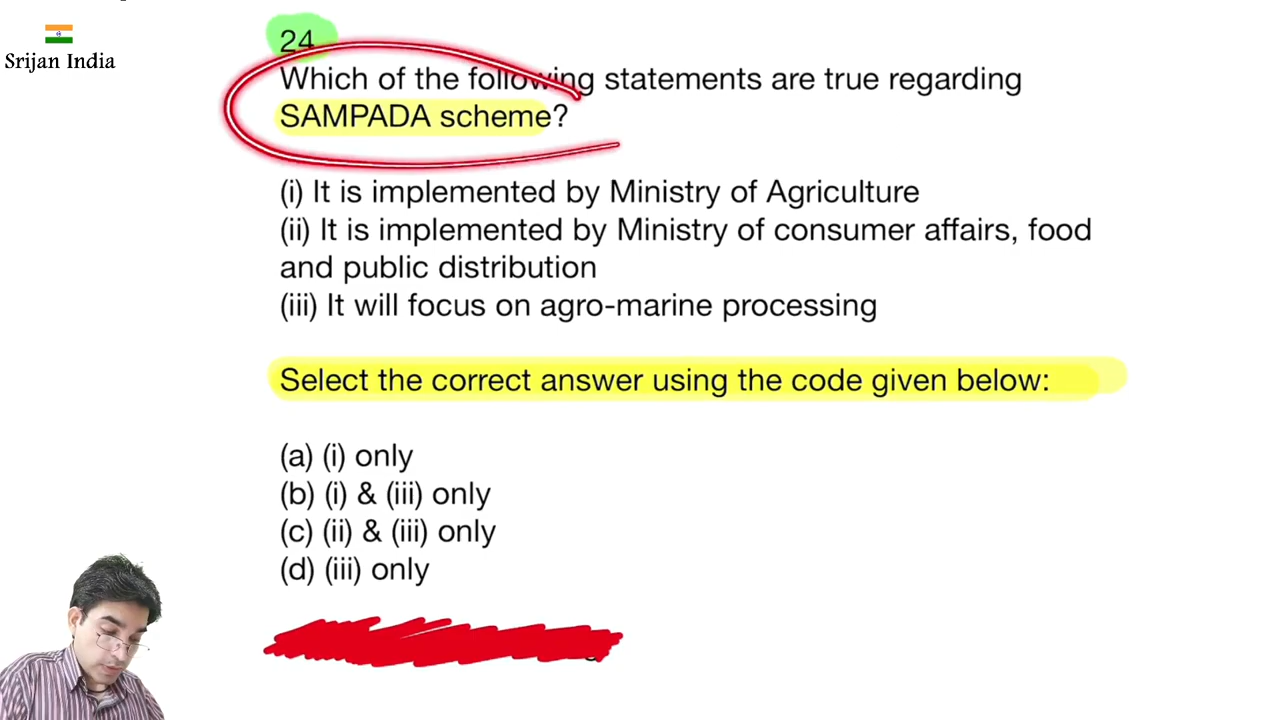 Srijan India
24
Which of the following statements are true regarding
SAMPADA scheme?
(i) It is implemented by Ministry of Agriculture
(ii) It is implemented by Ministry of consumer affairs, food
and public distribution
(iii) It will focus on agro-marine processing
Select the correct answer using the code given below:
(a) (i) only
(b) (i) & (iii) only
(c) (ii) & (iii) only
(d) (iii) only